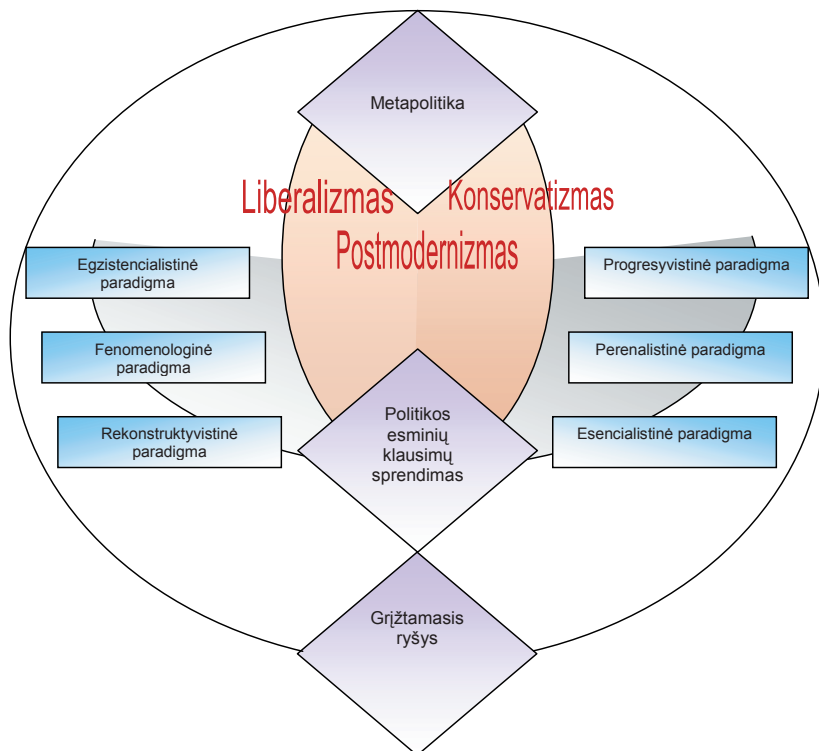 Metapolitika
Liberalizmas
Konservatizmas
Postmodernizmas
Egzistencialistinė
paradigma
Fenomenologinė
paradigma
Rekonstruktyvistinė
paradigma
Progresyvistinė paradigma
Perenalistinė paradigma
Esencialistinė paradigma
Politikos
esminių
klausimų
sprendimas
Grįžtamasis
ryšys